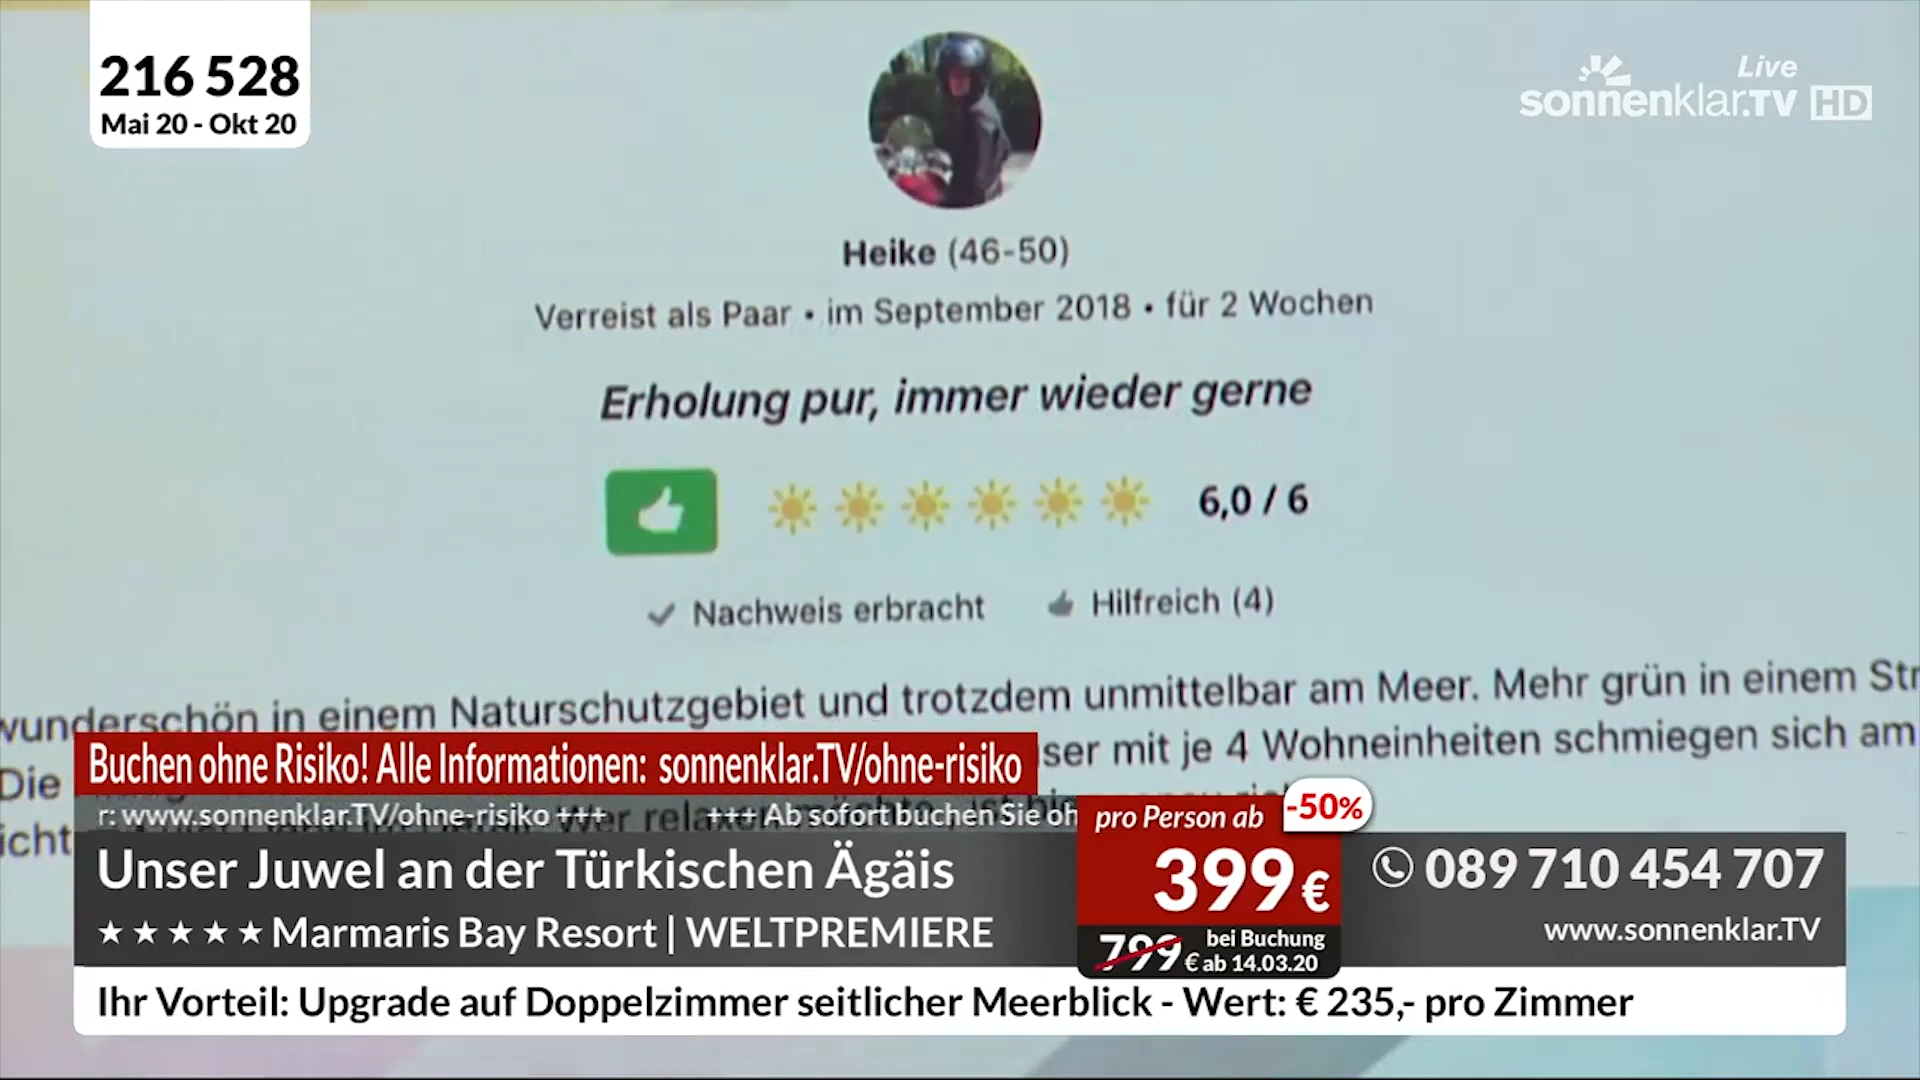 216 528
Mai 20 - Okt 20
Live
sonnenklar.TV HD
Heike (46-50)
Verreist als Paar • im September 2018 • für 2 Wochen
Erholung pur, immer wieder gerne
6,0 / 6
Nachweis erbracht
Hilfreich (4)
wunderschön in einem Naturschutzgebiet und trotzdem unmittelbar am Meer. Mehr grün in einem Str
Die
ser mit je 4 Wohneinheiten schmiegen sich am
icht
Wer relaxen möchte, ist
Buchen ohne Risiko! Alle Informationen: sonnenklar.TV/ohne-risiko
r: www.sonnenklar.TV/ohne-risiko +++ +++ Ab sofort buchen Sie oh
Unser Juwel an der Türkischen Ägäis
★★★★★ Marmaris Bay Resort | WELTPREMIERE
pro Person ab
-50%
399 €
799 €
bei Buchung
ab 14.03.20
089 710 454 707
www.sonnenklar.TV
Ihr Vorteil: Upgrade auf Doppelzimmer seitlicher Meerblick - Wert: € 235,- pro Zimmer